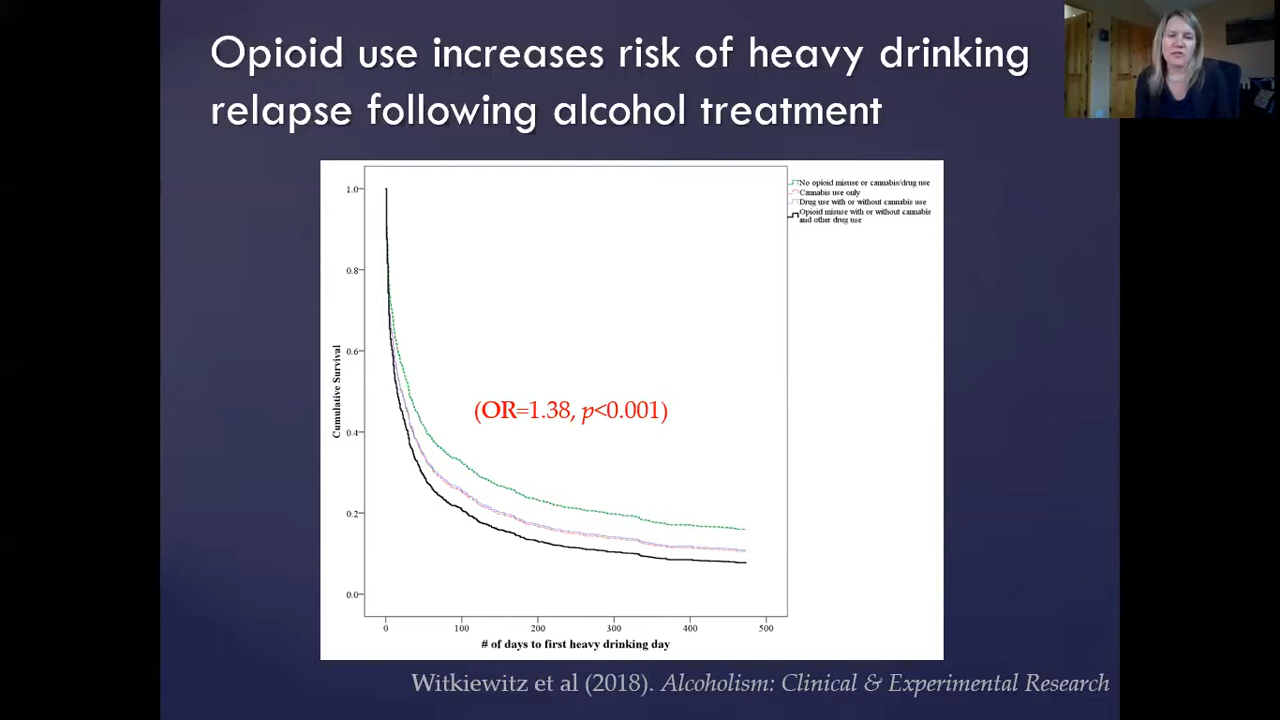 Opioid use increases risk of heavy drinking
relapse following alcohol treatment
No opioid misuse or cannabis/drug use
Cannabis use only
Drug use with or without cannabis use
Opioid misuse with or without cannabis
and other drug use
1.0
0.8
0.6
0.4
0.2
0.0
Cumulative Survival
(OR=1.38, p<0.001)
0 100 200 300 400 500
# of days to first heavy drinking day
Witkiewitz et al (2018). Alcoholism: Clinical & Experimental Research